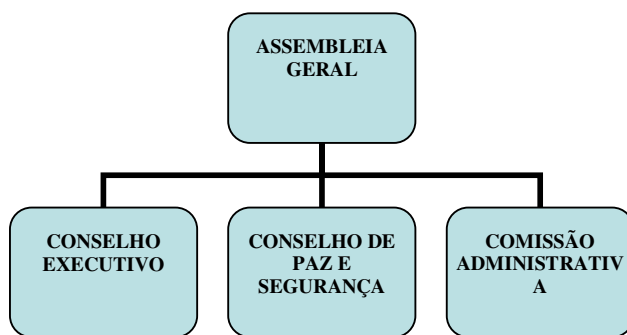 ASSEMBLEIA
GERAL
CONSELHO
EXECUTIVO
CONSELHO DE
PAZ E
SEGURANÇA
COMISSÃO
ADMINISTRATIV
A